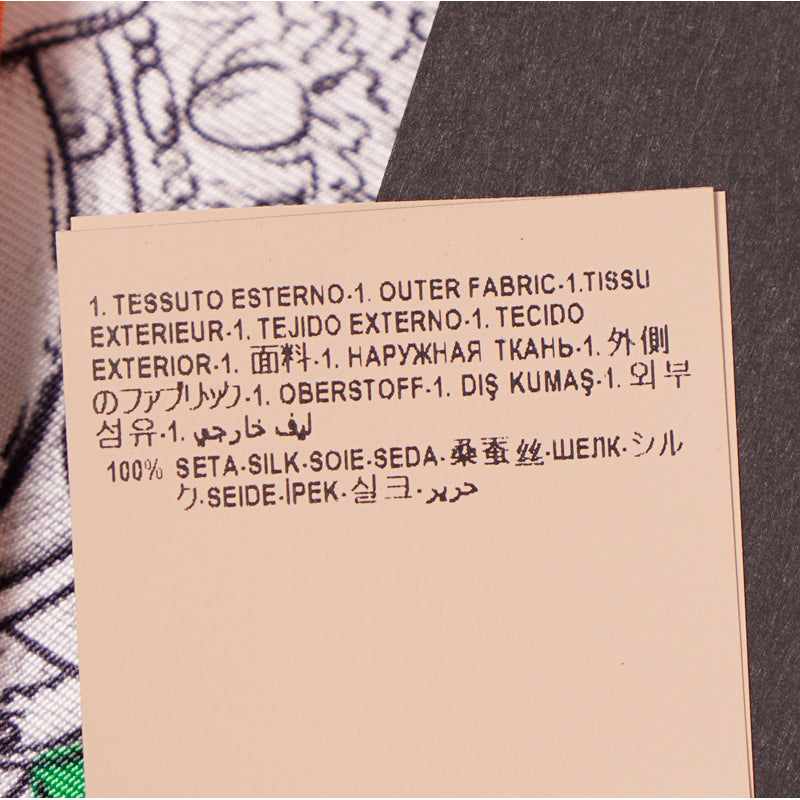 1. TESSUTO ESTERNO·1. OUTER FABRIC·1.TISSU
EXTERIEUR·1. TEJIDO EXTERNO·1. TECIDO
EXTERIOR·1. 面料·1. НАРУЖНАЯ ТКАНЬ·1. 外側
のファブリック·1. OBERSTOFF·1. DIŞ KUMAŞ·1. 외부
섬유·1. ليف خارجي
100% SETA·SILK·SOIE·SEDA·桑蚕丝·ШЕЛК·シル
ク·SEIDE·İPEK·실크·حرير